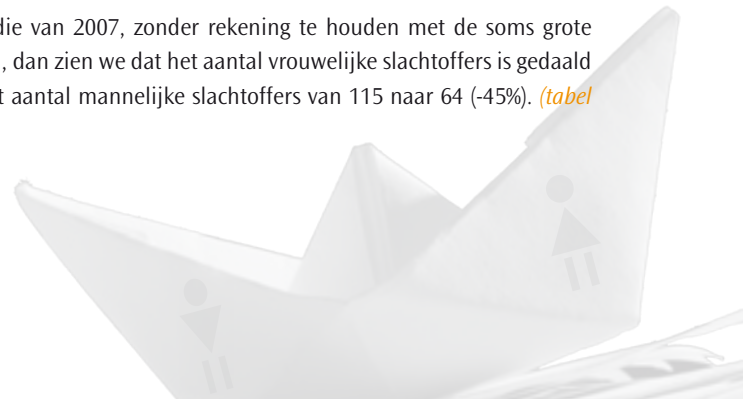 die van 2007, zonder rekening te houden met de soms grote
, dan zien we dat het aantal vrouwelijke slachtoffers is gedaald
t aantal mannelijke slachtoffers van 115 naar 64 (-45%). (tabel